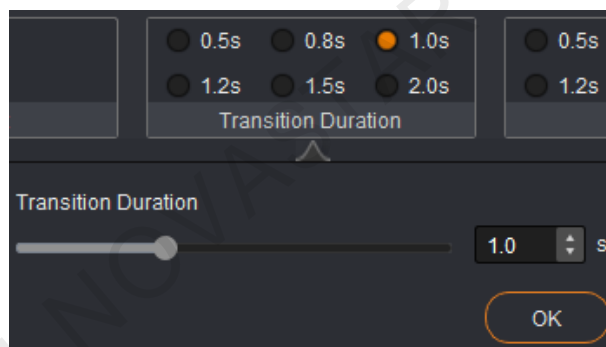 0.5s 0.8s 1.0s 0.5s
1.2s 1.5s 2.0s 1.2s
Transition Duration
Transition Duration
1.0 s
OK
NOVASTAR